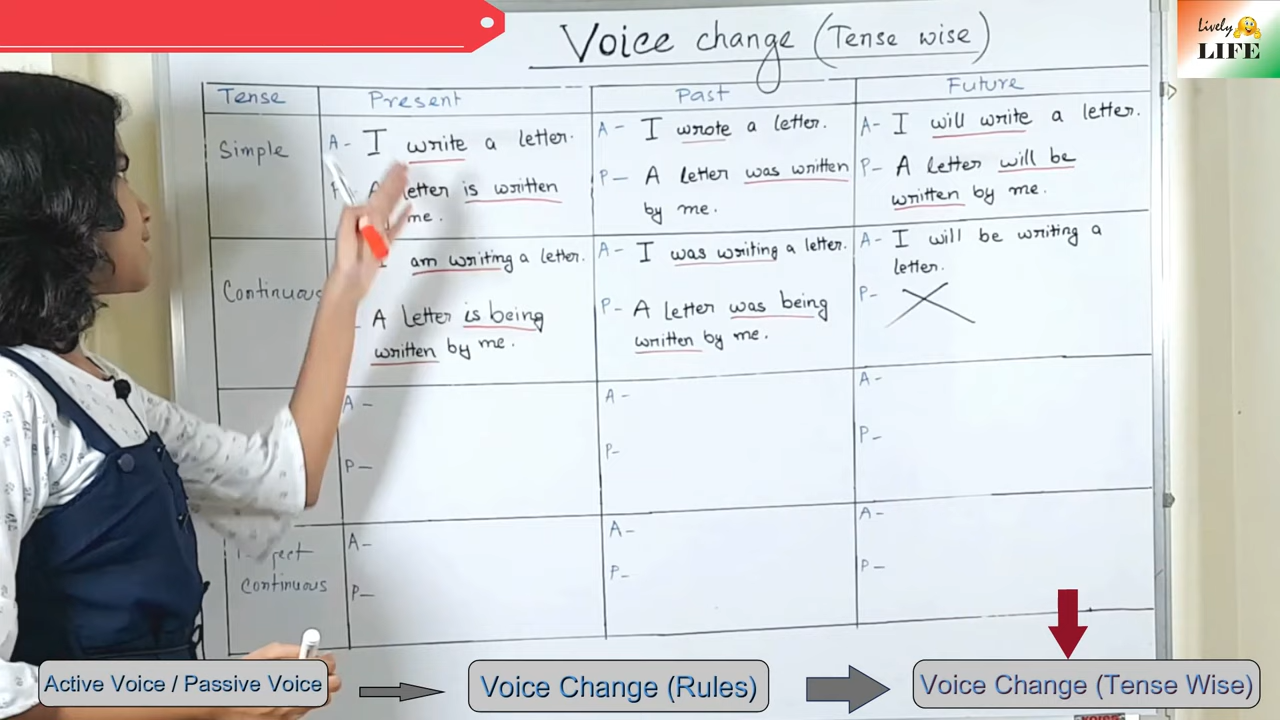 Voice change (Tense wise)
Lively
LIFE
Tense
Present
Past
Future
Simple
A- I write a letter.
letter is written
me.
A- I wrote a letter.
P- A letter was written
by me.
A- I will write a letter.
P- A letter will be
written by me.
Continuous
I am writing a letter.
A letter is being
written by me.
A- I was writing a letter.
P- A letter was being
written by me.
A- I will be writing a
letter.
P-
A-
P-
A-
P-
A-
P-
Continuous
A-
P-
A-
P-
A-
P-
Active Voice / Passive Voice
Voice Change (Rules)
Voice Change (Tense Wise)